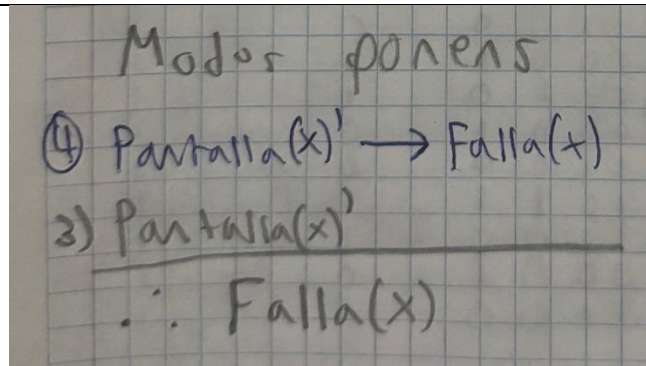 Modos ponens
④ Pantalla(x)' → Falla(x)
3) Pantalla(x)'
∴ Falla(x)